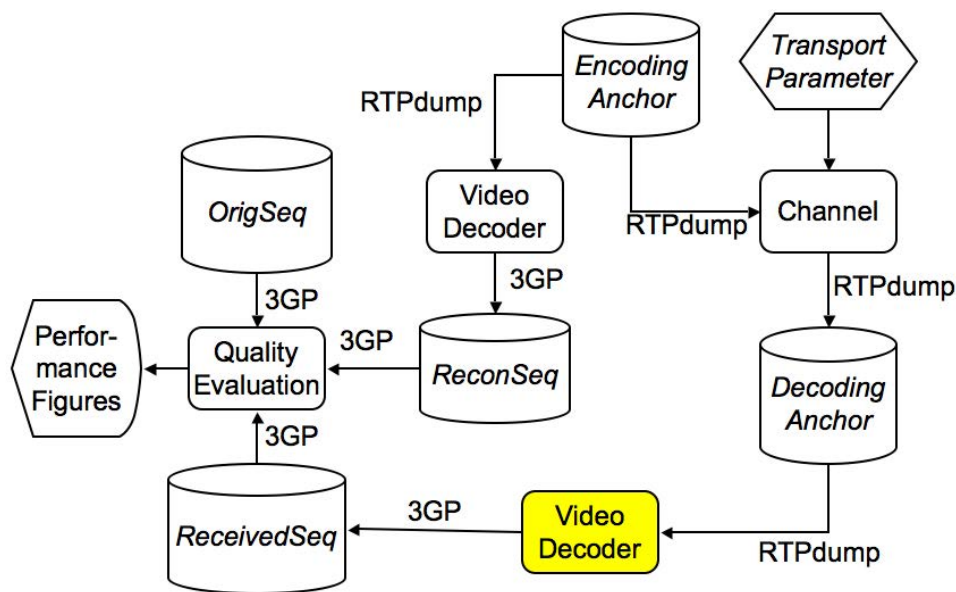 Encoding
Anchor
Transport
Parameter
RTPdump
OrigSeq
Video
Decoder
RTPdump
Channel
3GP
RTPdump
3GP
Perfor-
mance
Figures
Quality
Evaluation
3GP
ReconSeq
Decoding
Anchor
3GP
ReceivedSeq
3GP
Video
Decoder
RTPdump